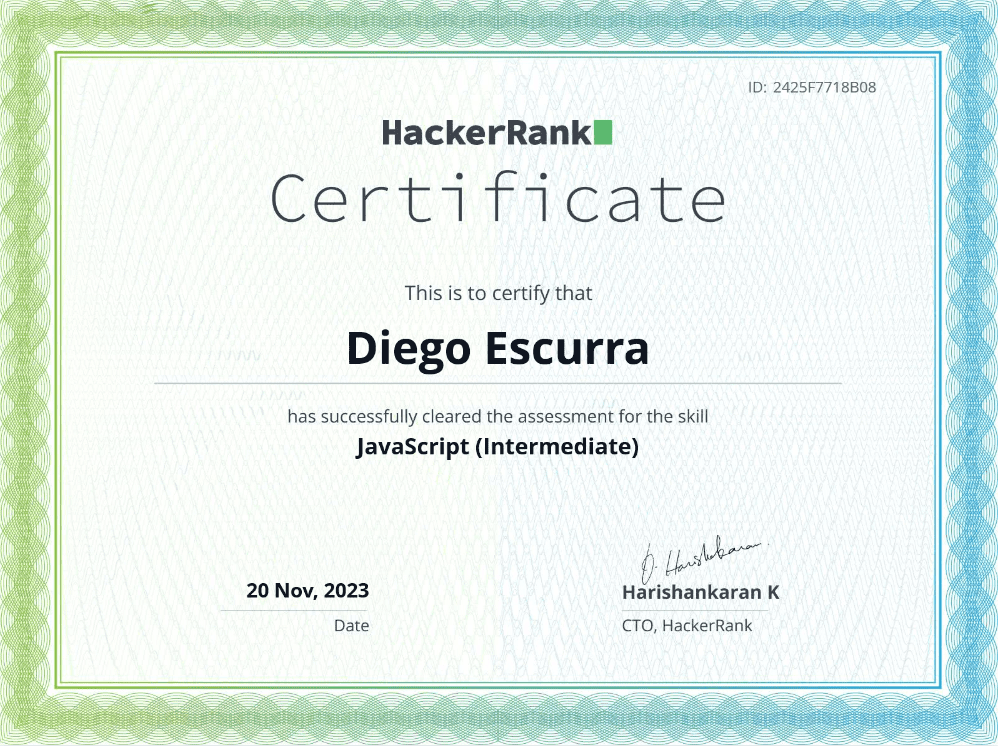 ID: 2425F7718B08
HackerRank
Certificate
This is to certify that
Diego Escurra
has successfully cleared the assessment for the skill
JavaScript (Intermediate)
20 Nov, 2023
Date
Harishankaran K
CTO, HackerRank